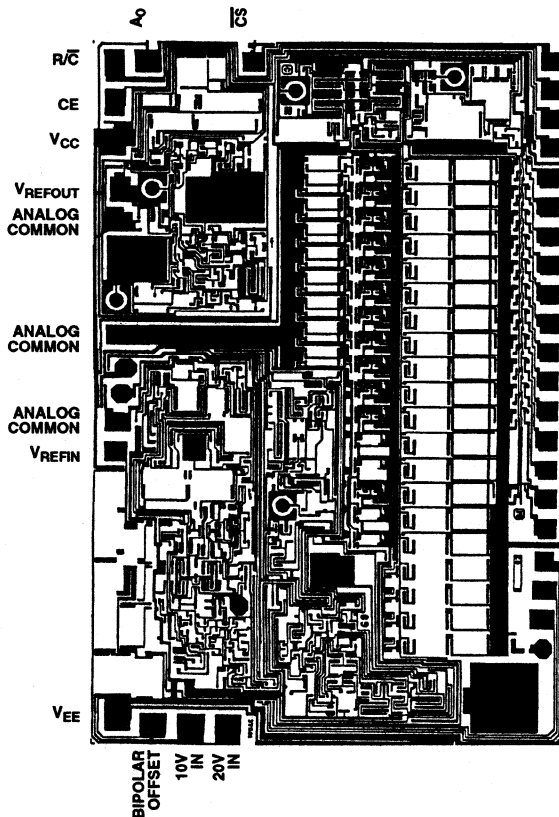 A0
CS
R/C
CE
VCC
VREFOUT
ANALOG
COMMON
ANALOG
COMMON
ANALOG
COMMON
VREFIN
VEE
BIPOLAR
OFFSET
10V
IN
20V
IN